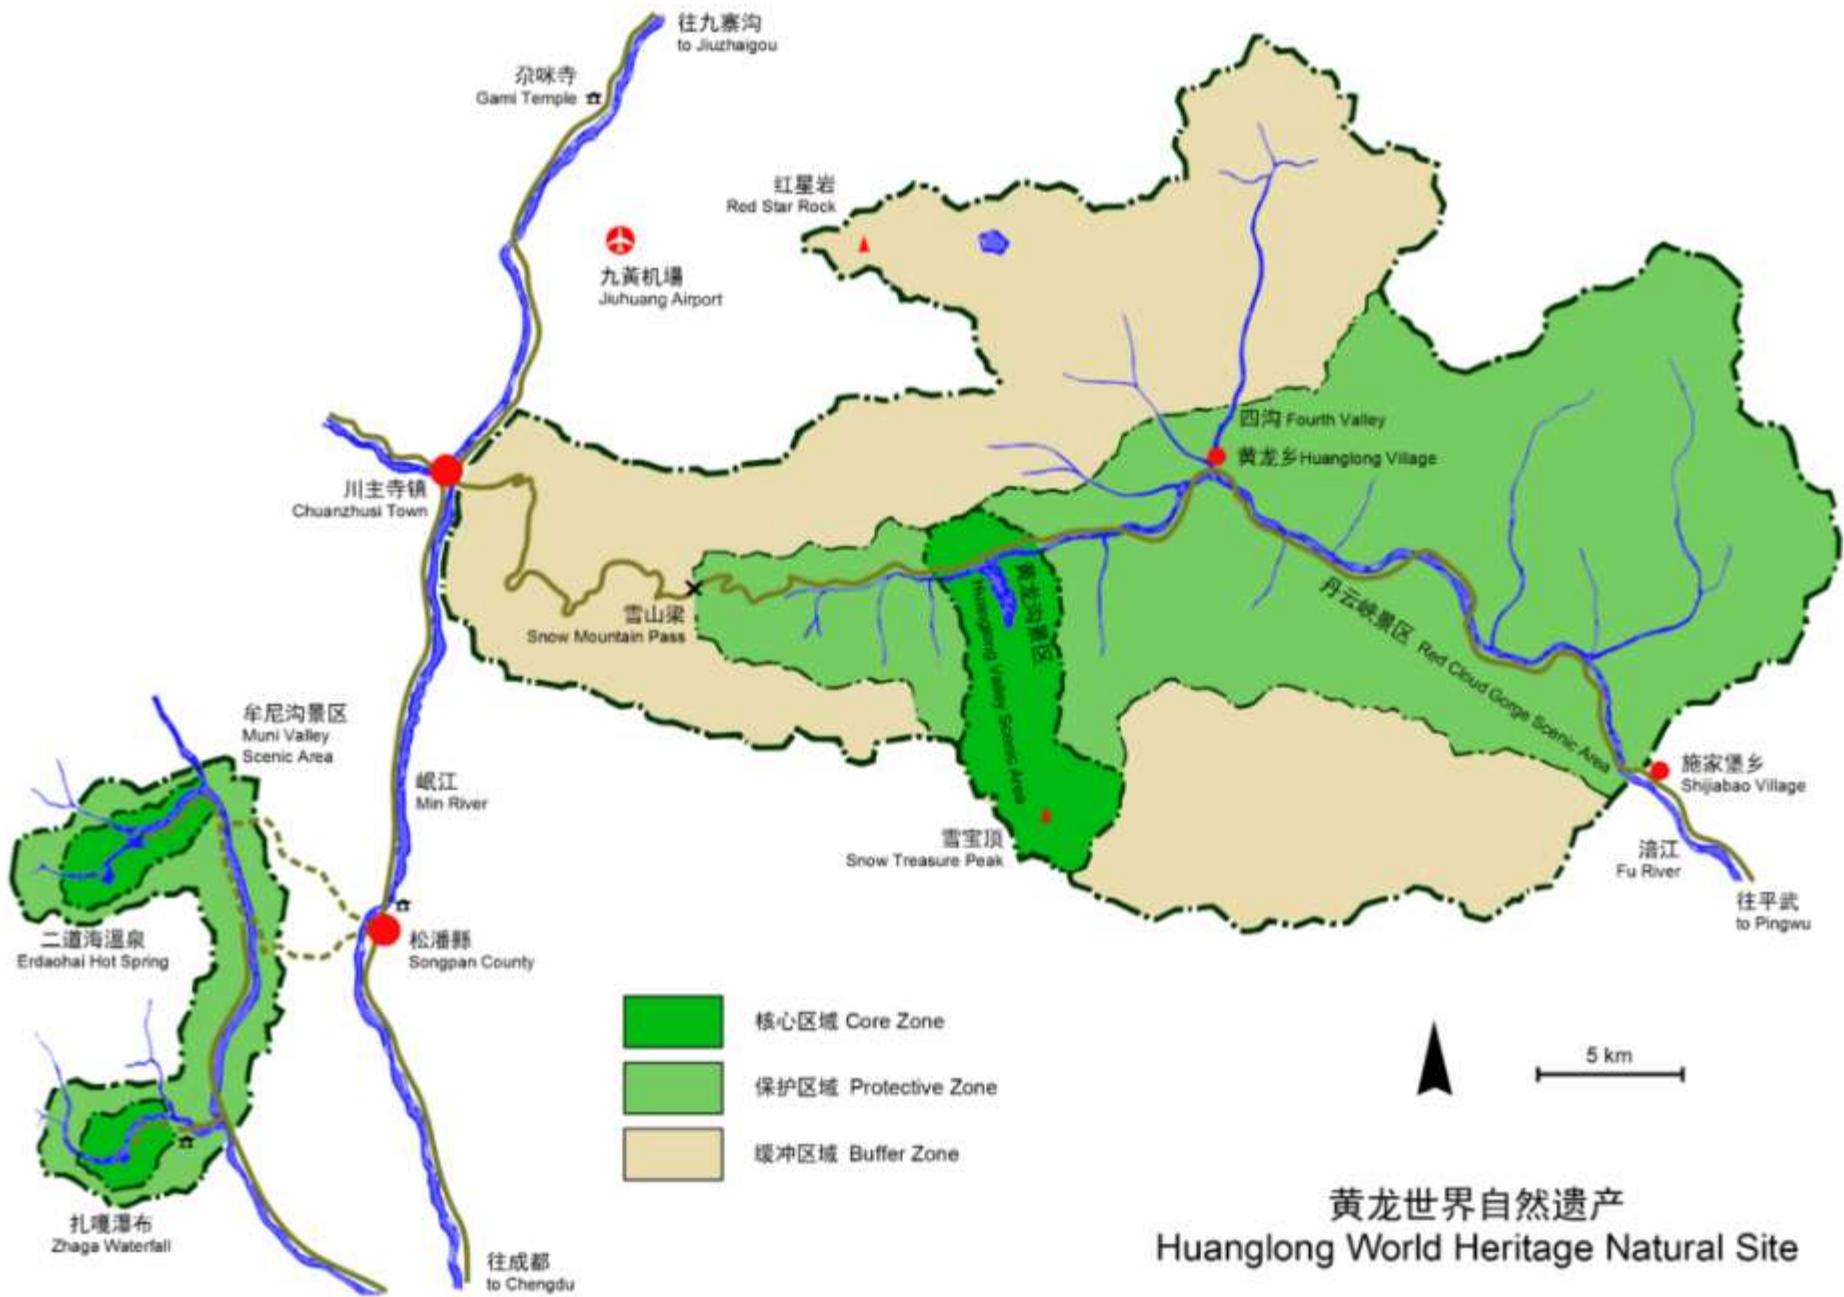 往九寨沟
to Jiuzhaigou
尕咪寺
Gami Temple
红星岩
Red Star Rock
九黃机場
Jiuhuang Airport
四沟 Fourth Valley
黄龙乡 Huanglong Village
川主寺镇
Chuanzhusi Town
雪山梁
Snow Mountain Pass
黄龙沟景区
Huanglong Valley Scenic Area
丹云峡景区 Red Cloud Gorge Scenic Area
牟尼沟景区
Muni Valley
Scenic Area
岷江
Min River
雪宝顶
Snow Treasure Peak
施家堡乡
Shijiabao Village
涪江
Fu River
往平武
to Pingwu
二道海温泉
Erdaohai Hot Spring
松潘縣
Songpan County
核心区域 Core Zone
保护区域 Protective Zone
缓冲区域 Buffer Zone
5 km
扎嘎瀑布
Zhaga Waterfall
往成都
to Chengdu
黄龙世界自然遗产
Huanglong World Heritage Natural Site